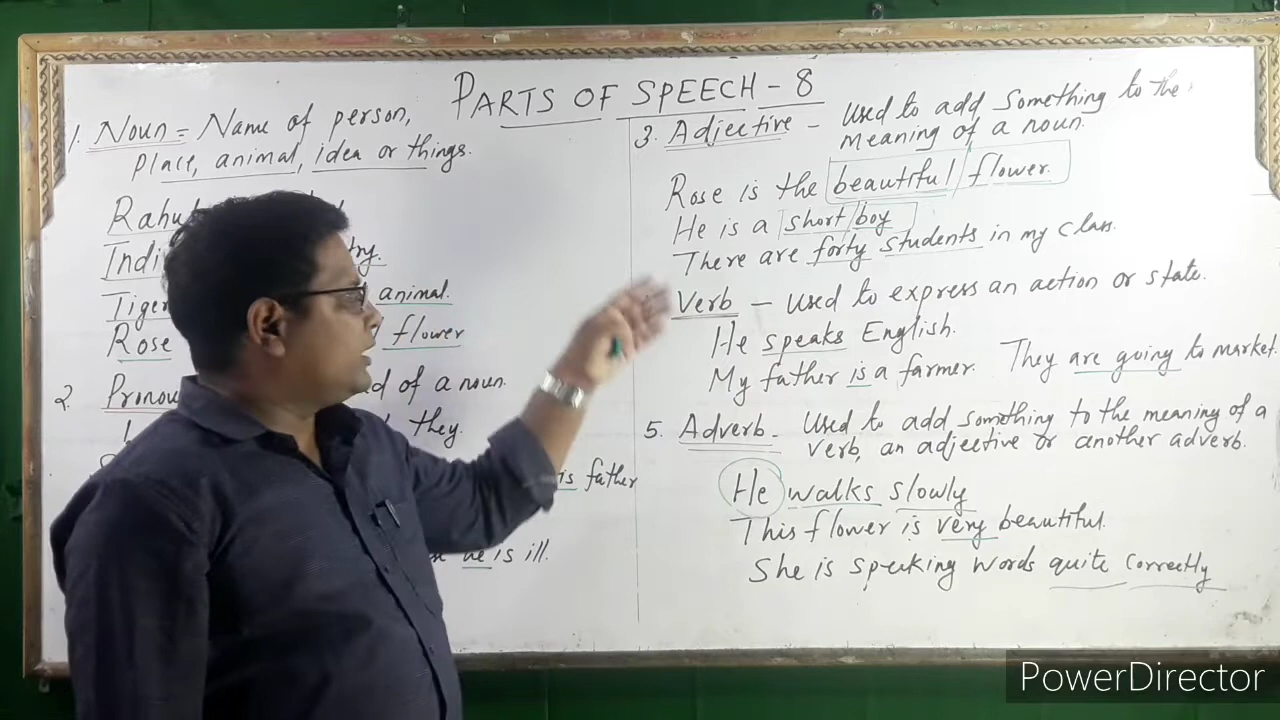 PARTS OF SPEECH - 8
1. Noun = Name of person,
place, animal, idea or things.
Rahu
Indi try.
Tiger animal.
Rose flower
2. Pronou d of a noun.
I they.
is father
he is ill.
3. Adjective - Used to add something to the
meaning of a noun.
Rose is the beautiful flower.
He is a short boy
There are forty students in my class.
Verb - Used to express an action or state.
He speaks English.
My father is a farmer. They are going to market.
5. Adverb - Used to add something to the meaning of a
verb, an adjective or another adverb.
He walks slowly
This flower is very beautiful.
She is speaking words quite correctly
PowerDirector